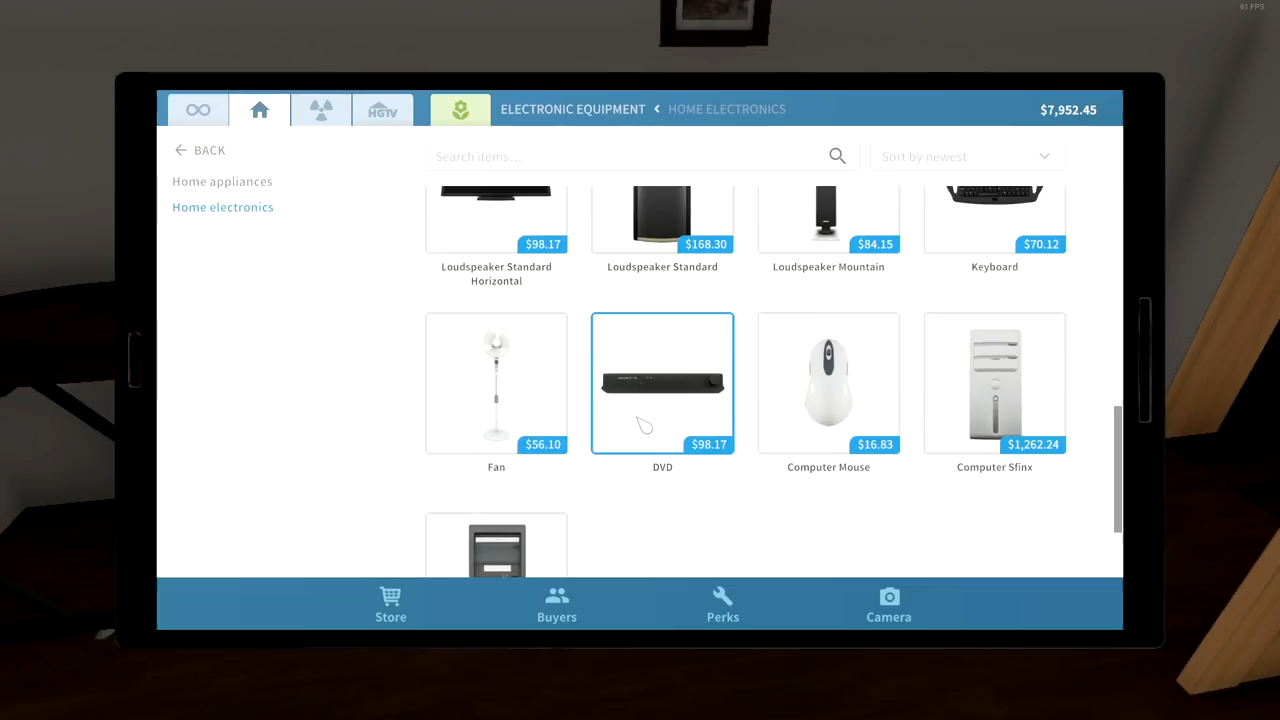 61 FPS
HGTV
ELECTRONIC EQUIPMENT
HOME ELECTRONICS
$7,952.45
BACK
Search items...
Sort by newest
Home appliances
Home electronics
$98.17
$168.30
$84.15
$70.12
Loudspeaker Standard
Horizontal
Loudspeaker Standard
Loudspeaker Mountain
Keyboard
$56.10
$98.17
$16.83
$1,262.24
Fan
DVD
Computer Mouse
Computer Sfinx
Store
Buyers
Perks
Camera